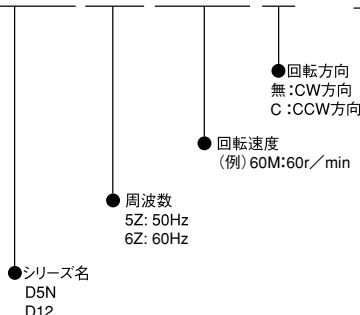 回転方向
無：CW方向
C：CCW方向
回転速度
（例）60M：60r／min
周波数
5Z: 50Hz
6Z: 60Hz
シリーズ名
D5N
D12